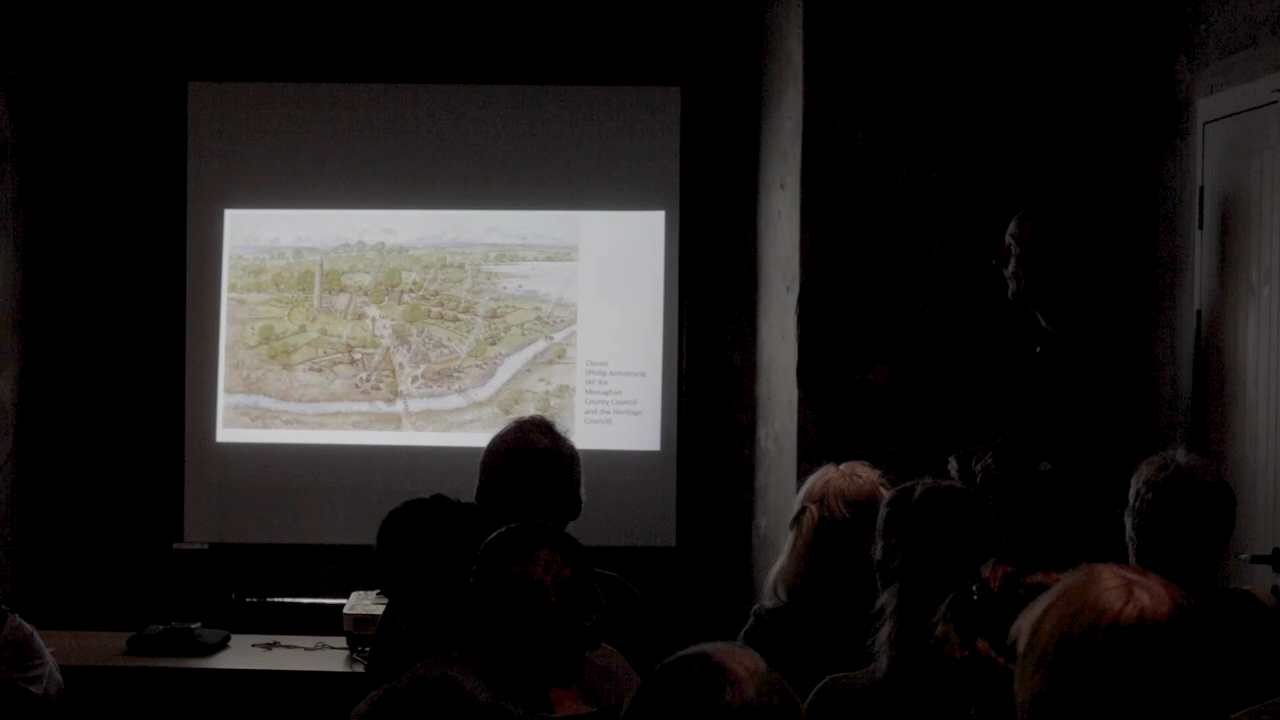 Clones
(Philip Armstrong
IAC for
Monaghan
County Council
and the Heritage
Council)